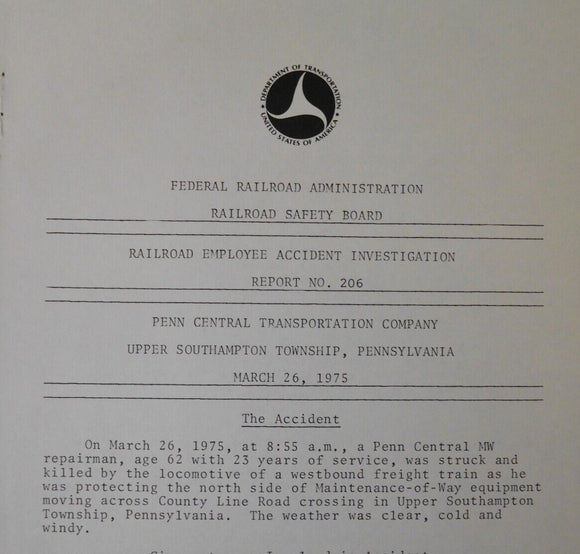 DEPARTMENT OF TRANSPORTATION
UNITED STATES OF AMERICA
FEDERAL RAILROAD ADMINISTRATION
RAILROAD SAFETY BOARD
RAILROAD EMPLOYEE ACCIDENT INVESTIGATION
REPORT NO. 206
PENN CENTRAL TRANSPORTATION COMPANY
UPPER SOUTHAMPTON TOWNSHIP, PENNSYLVANIA
MARCH 26, 1975
The Accident
On March 26, 1975, at 8:55 a.m., a Penn Central MW
repairman, age 62 with 23 years of service, was struck and
killed by the locomotive of a westbound freight train as he
was protecting the north side of Maintenance-of-Way equipment
moving across County Line Road crossing in Upper Southampton
Township, Pennsylvania. The weather was clear, cold and
windy.